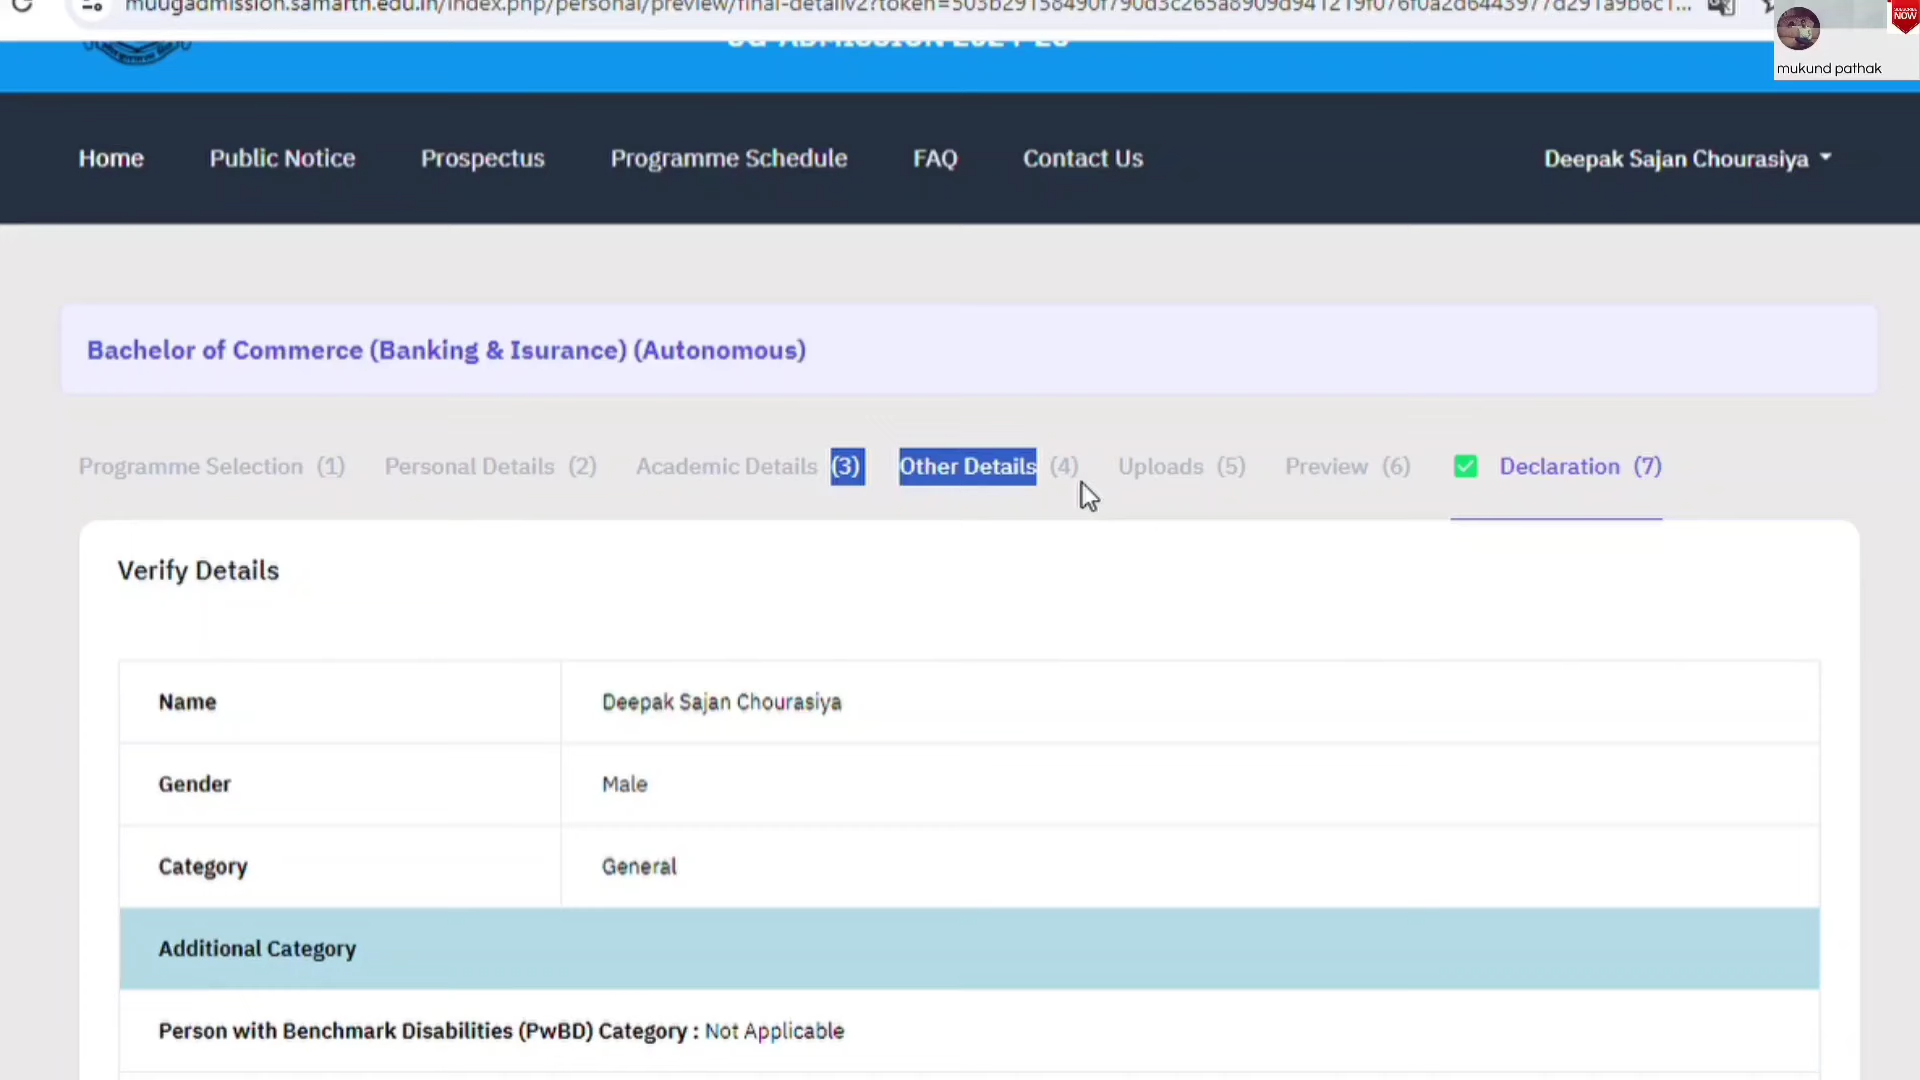 mukund pathak
Home Public Notice Prospectus Programme Schedule FAQ Contact Us Deepak Sajan Chourasiya
Bachelor of Commerce (Banking & Isurance) (Autonomous)
Programme Selection (1) Personal Details (2) Academic Details (3) Other Details (4) Uploads (5) Preview (6) Declaration (7)
Verify Details
Name Deepak Sajan Chourasiya
Gender Male
Category General
Additional Category
Person with Benchmark Disabilities (PwBD) Category : Not Applicable